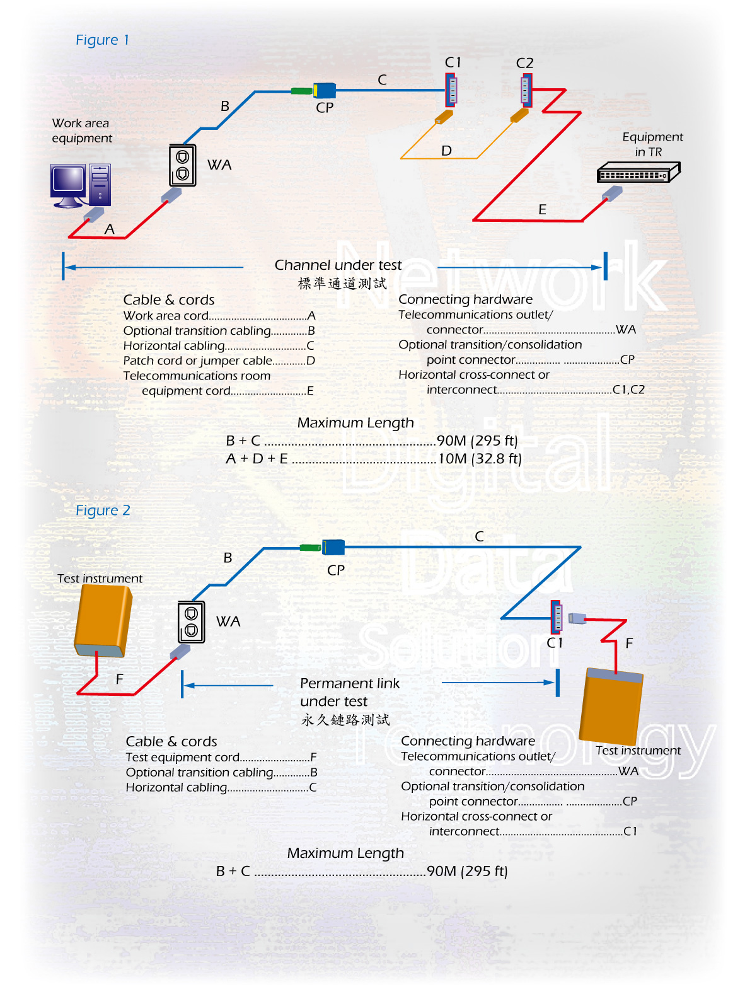 Figure 1
C1
C2
C
B
CP
Work area
equipment
Equipment
in TR
D
WA
E
A
Channel under test
標準通道測試
Cable & cords
Work area cord...................................A
Optional transition cabling.............B
Horizontal cabling.............................C
Patch cord or jumper cable............D
Telecommunications room
equipment cord...........................E
Connecting hardware
Telecommunications outlet/
connector...............................................WA
Optional transition/consolidation
point connector................ ....................CP
Horizontal cross-connect or
interconnect.........................................C1,C2
Maximum Length
B + C ...................................................90M (295 ft)
A + D + E ...........................................10M (32.8 ft)
Figure 2
C
B
CP
Test instrument
WA
C1
F
F
Permanent link
under test
永久鏈路測試
Test instrument
Cable & cords
Test equipment cord.........................F
Optional transition cabling.............B
Horizontal cabling.............................C
Connecting hardware
Telecommunications outlet/
connector...............................................WA
Optional transition/consolidation
point connector................ ....................CP
Horizontal cross-connect or
interconnect............................................C1
Maximum Length
B + C ...................................................90M (295 ft)
Network
Digital
Data
Solution
Technology